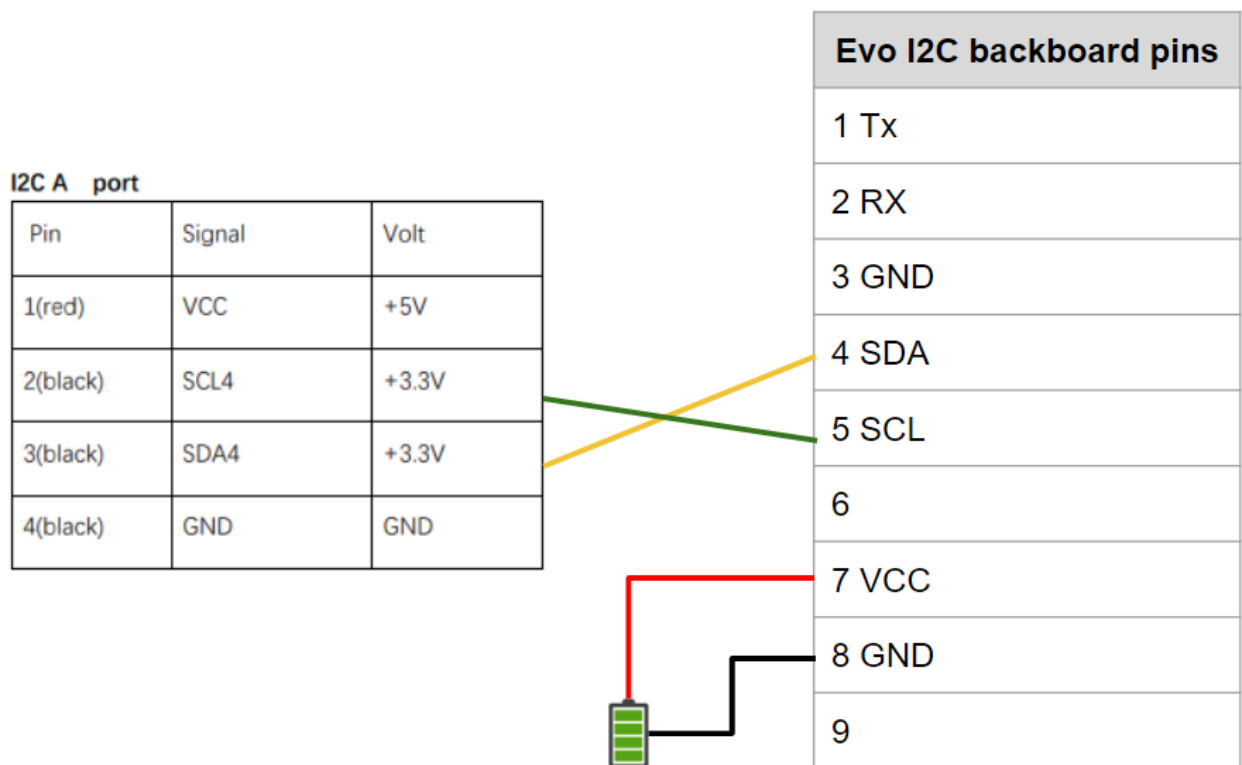 I2C A port
Pin Signal Volt
1(red) VCC +5V
2(black) SCL4 +3.3V
3(black) SDA4 +3.3V
4(black) GND GND
Evo I2C backboard pins
1 Tx
2 RX
3 GND
4 SDA
5 SCL
6
7 VCC
8 GND
9